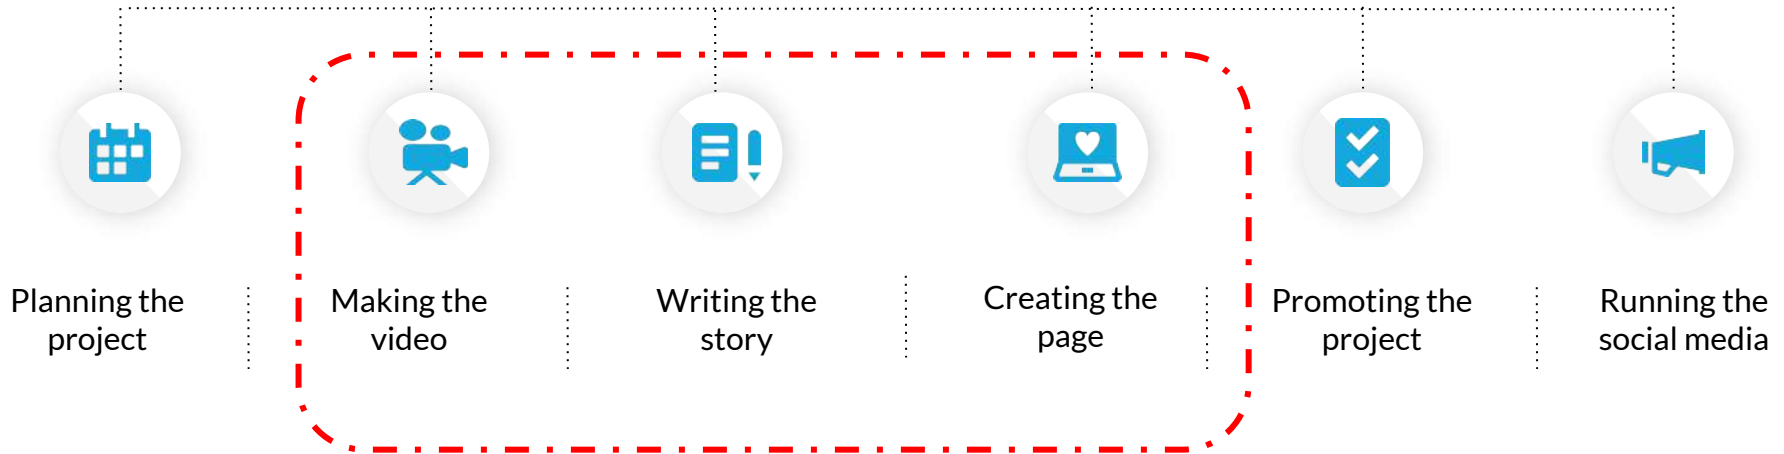 Planning the
project
Making the
video
Writing the
story
Creating the
page
Promoting the
project
Running the
social media